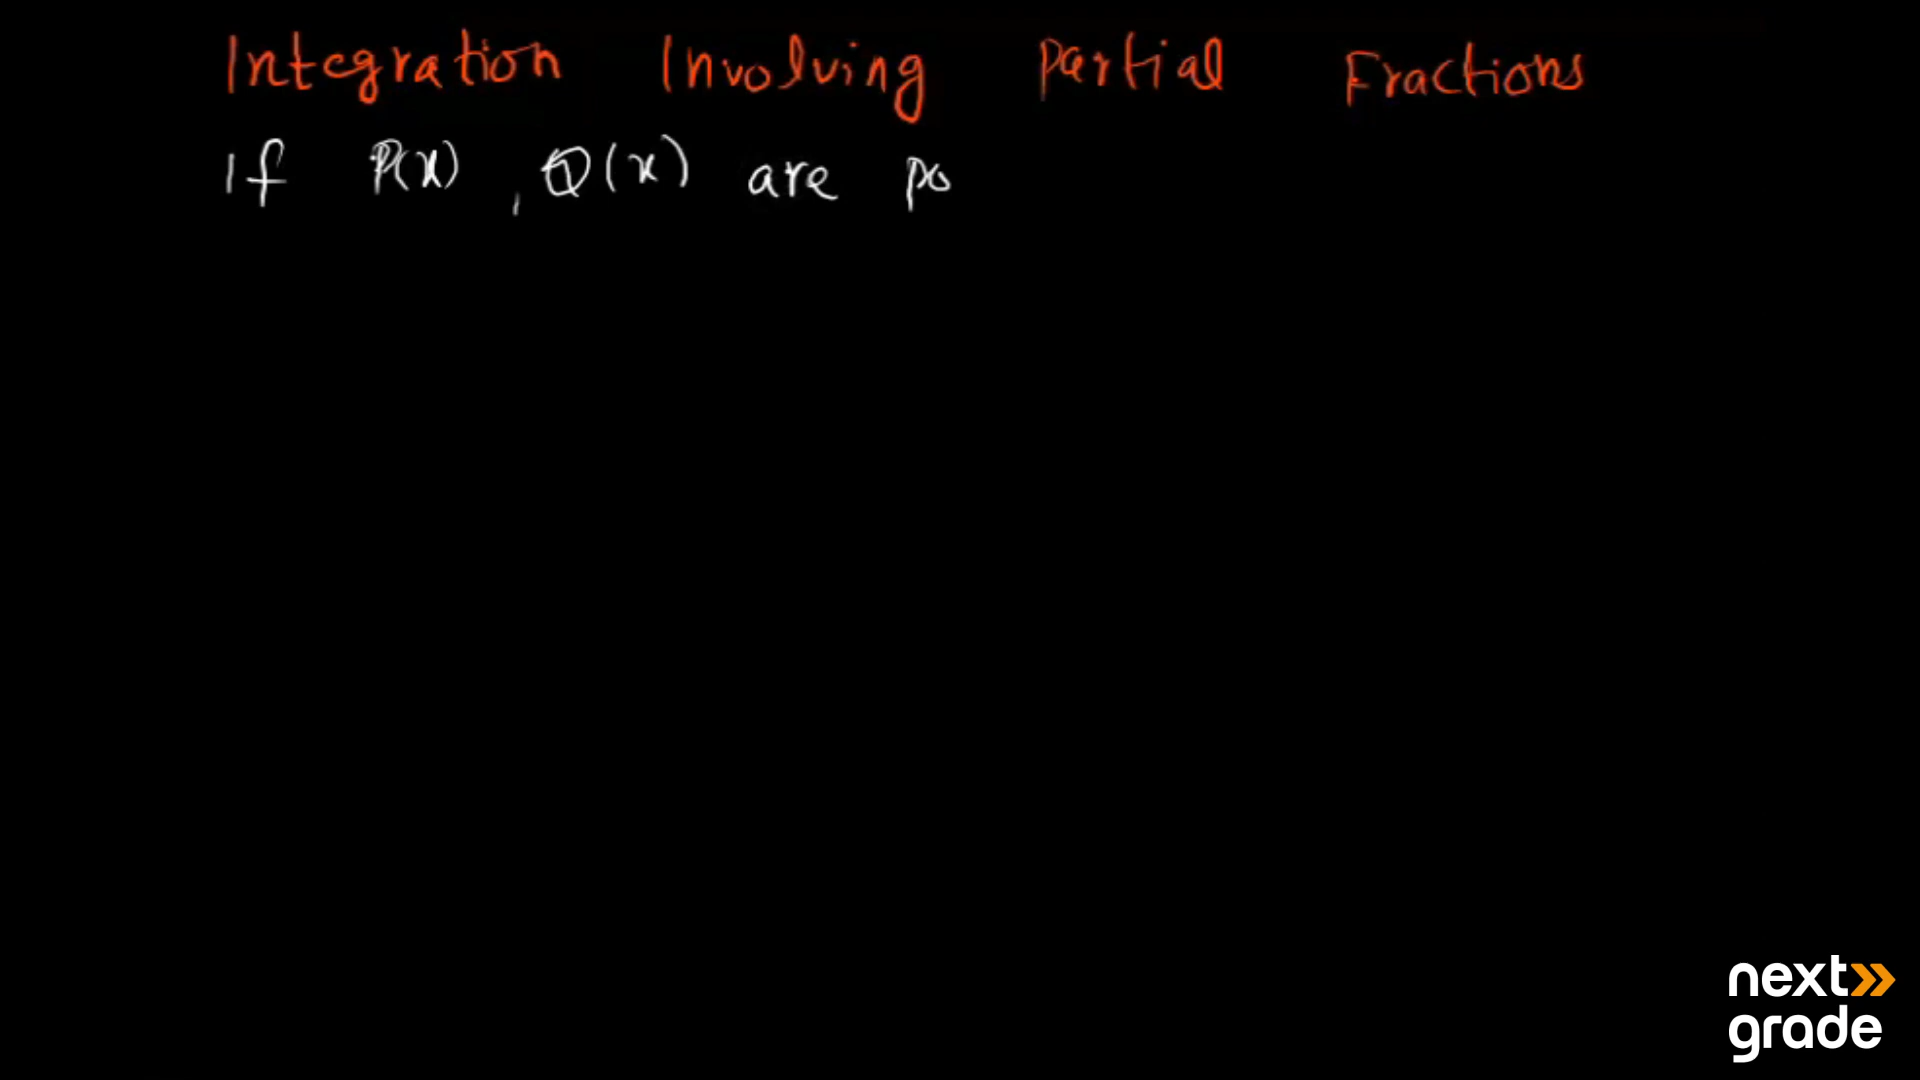 Integration Involving Partial Fractions
If P(x), Q(x) are po
next
grade